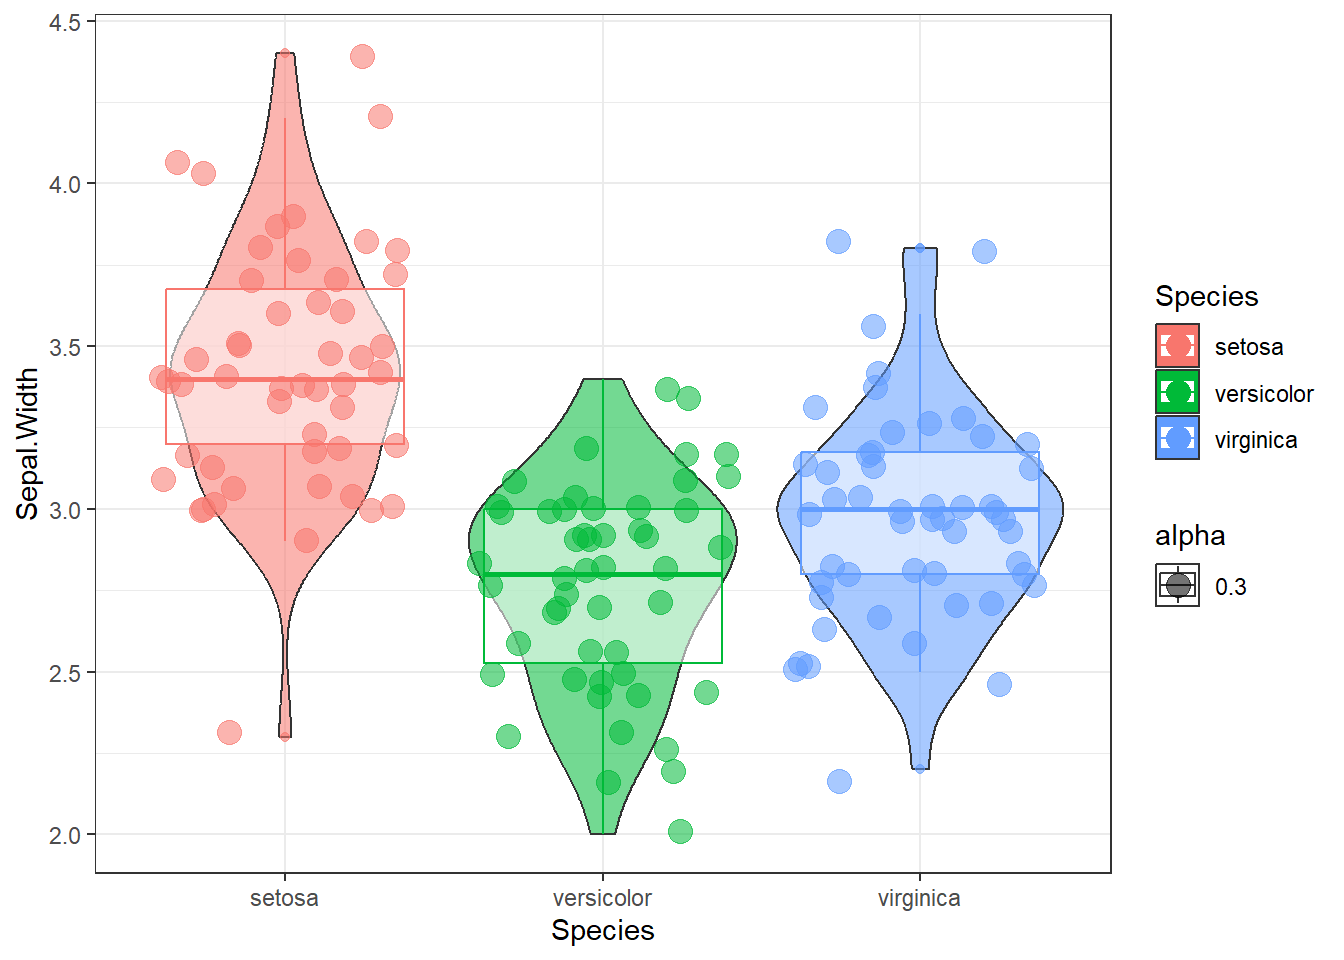 4.5
4.0
3.5
3.0
2.5
2.0
Sepal.Width
setosa
versicolor
virginica
Species
Species
setosa
versicolor
virginica
alpha
0.3